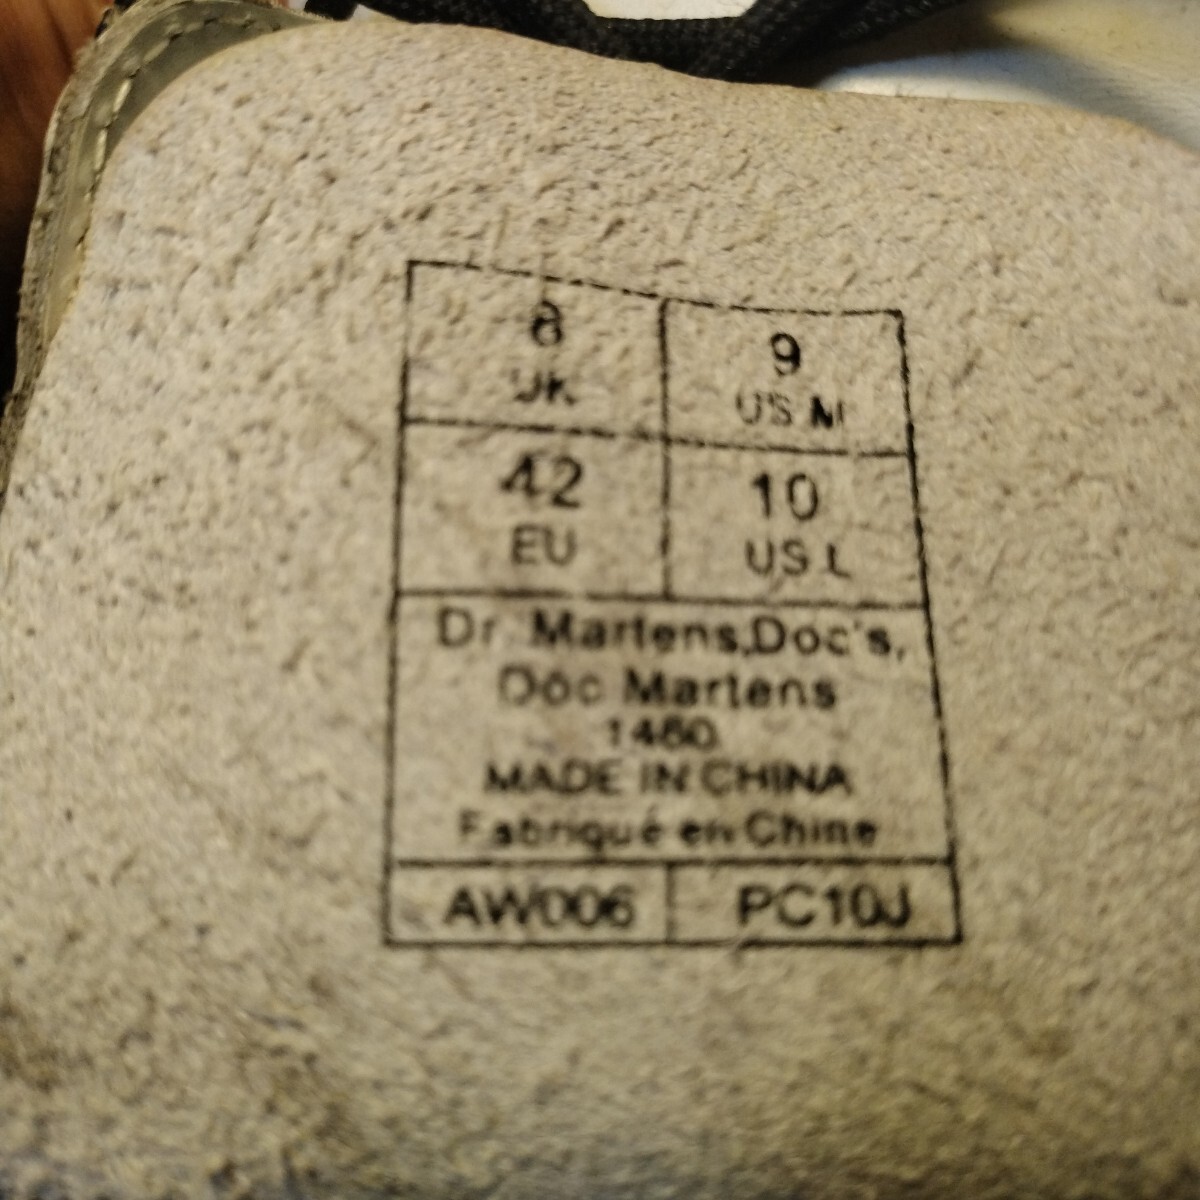 8 9
UK US M
42 10
EU US L
Dr. Martens,Doc's,
Doc Martens
1460
MADE IN CHINA
Fabriqué en Chine
AW006 PC10J